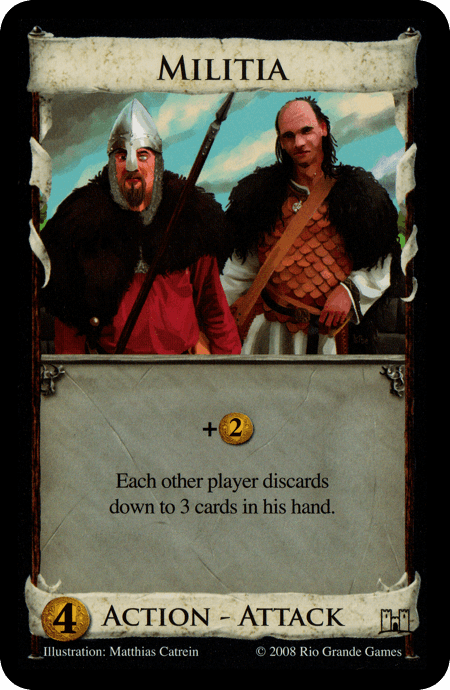 MILITIA
+2
Each other player discards
down to 3 cards in his hand.
4 ACTION - ATTACK
Illustration: Matthias Catrein © 2008 Rio Grande Games